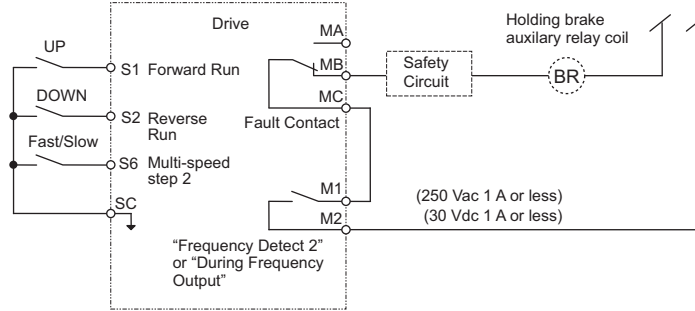 Drive
Holding brake
auxilary relay coil
MA
UP
S1 Forward Run
MB
Safety
Circuit
BR
DOWN
MC
S2 Reverse
Run
Fault Contact
Fast/Slow
S6 Multi-speed
step 2
M1
(250 Vac 1 A or less)
SC
M2
(30 Vdc 1 A or less)
“Frequency Detect 2”
or “During Frequency
Output”